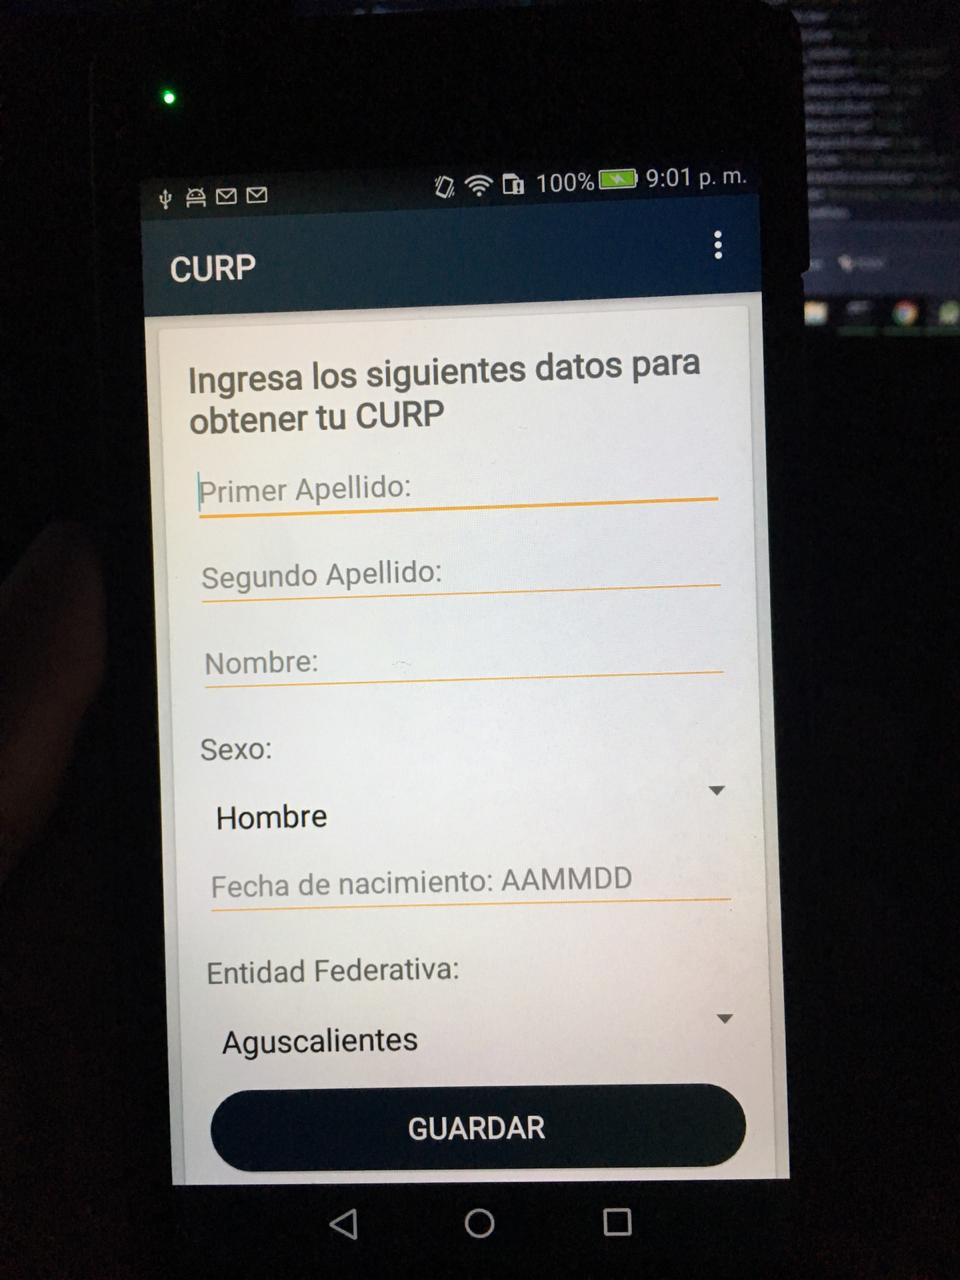 100% 9:01 p. m.
CURP
Ingresa los siguientes datos para
obtener tu CURP
Primer Apellido:
Segundo Apellido:
Nombre:
Sexo:
Hombre
Fecha de nacimiento: AAMMDD
Entidad Federativa:
Aguscalientes
GUARDAR